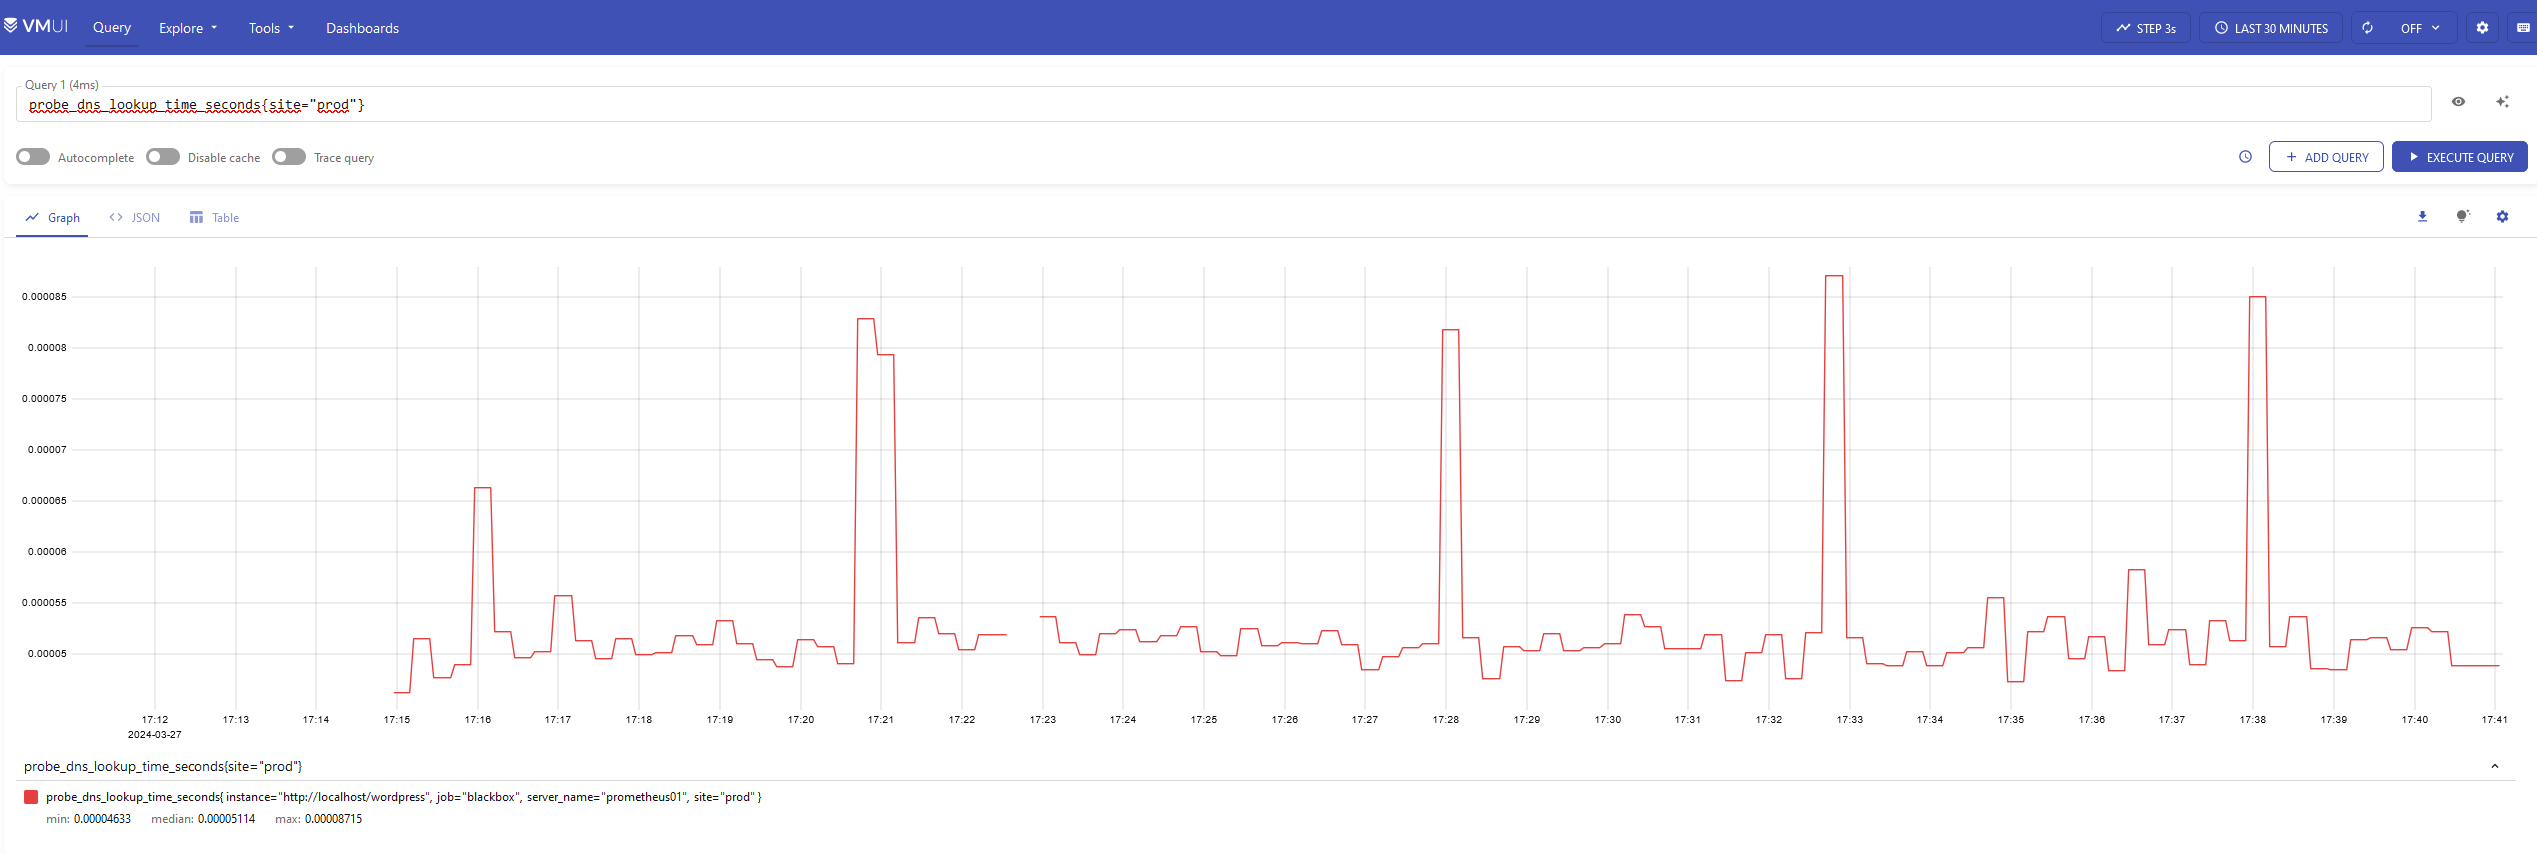 VMUI Query Explore Tools Dashboards STEP 3s LAST 30 MINUTES OFF
Query 1 (4ms)
probe_dns_lookup_time_seconds{site="prod"}
Autocomplete Disable cache Trace query ADD QUERY EXECUTE QUERY
Graph JSON Table
0.000085
0.00008
0.000075
0.00007
0.000065
0.00006
0.000055
0.00005
17:12 17:13 17:14 17:15 17:16 17:17 17:18 17:19 17:20 17:21 17:22 17:23 17:24 17:25 17:26 17:27 17:28 17:29 17:30 17:31 17:32 17:33 17:34 17:35 17:36 17:37 17:38 17:39 17:40 17:41
2024-03-27
probe_dns_lookup_time_seconds{site="prod"}
probe_dns_lookup_time_seconds{ instance="http://localhost/wordpress", job="blackbox", server_name="prometheus01", site="prod" }
min: 0.00004633 median: 0.00005114 max: 0.00008715